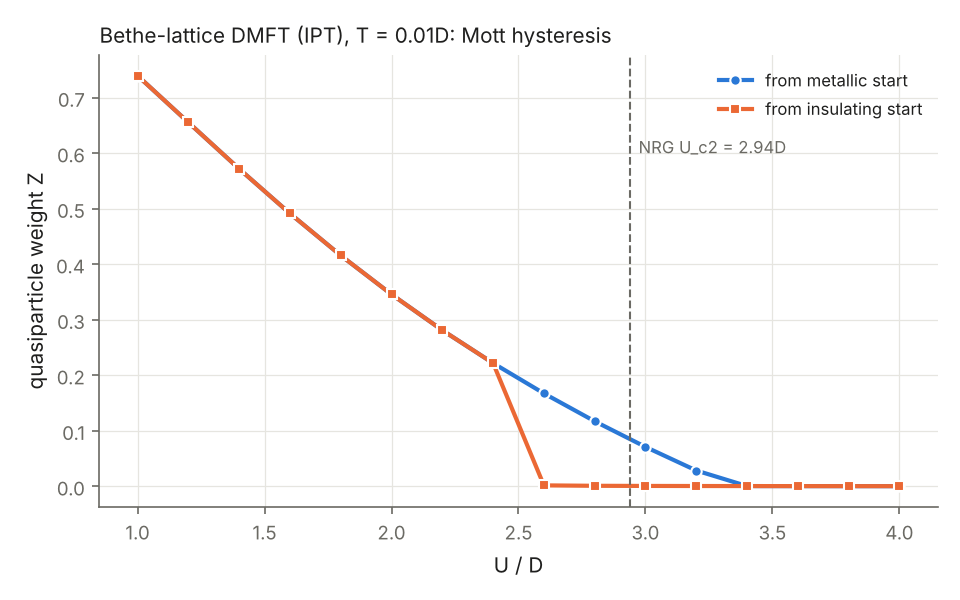 Bethe-lattice DMFT (IPT), T = 0.01D: Mott hysteresis
from metallic start
from insulating start
NRG U_c2 = 2.94D
quasiparticle weight Z
0.7
0.6
0.5
0.4
0.3
0.2
0.1
0.0
1.0
1.5
2.0
2.5
3.0
3.5
4.0
U / D